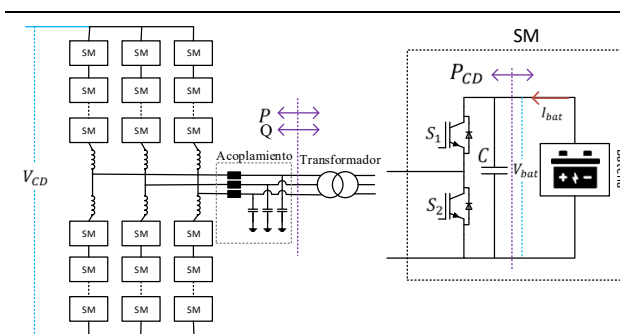 SM
SM SM SM
SM SM SM
SM SM SM
V_CD
P
Q
Acoplamiento Transformador
SM SM SM
SM SM SM
SM SM SM
P_CD
I_bat
S_1
C
V_bat
S_2